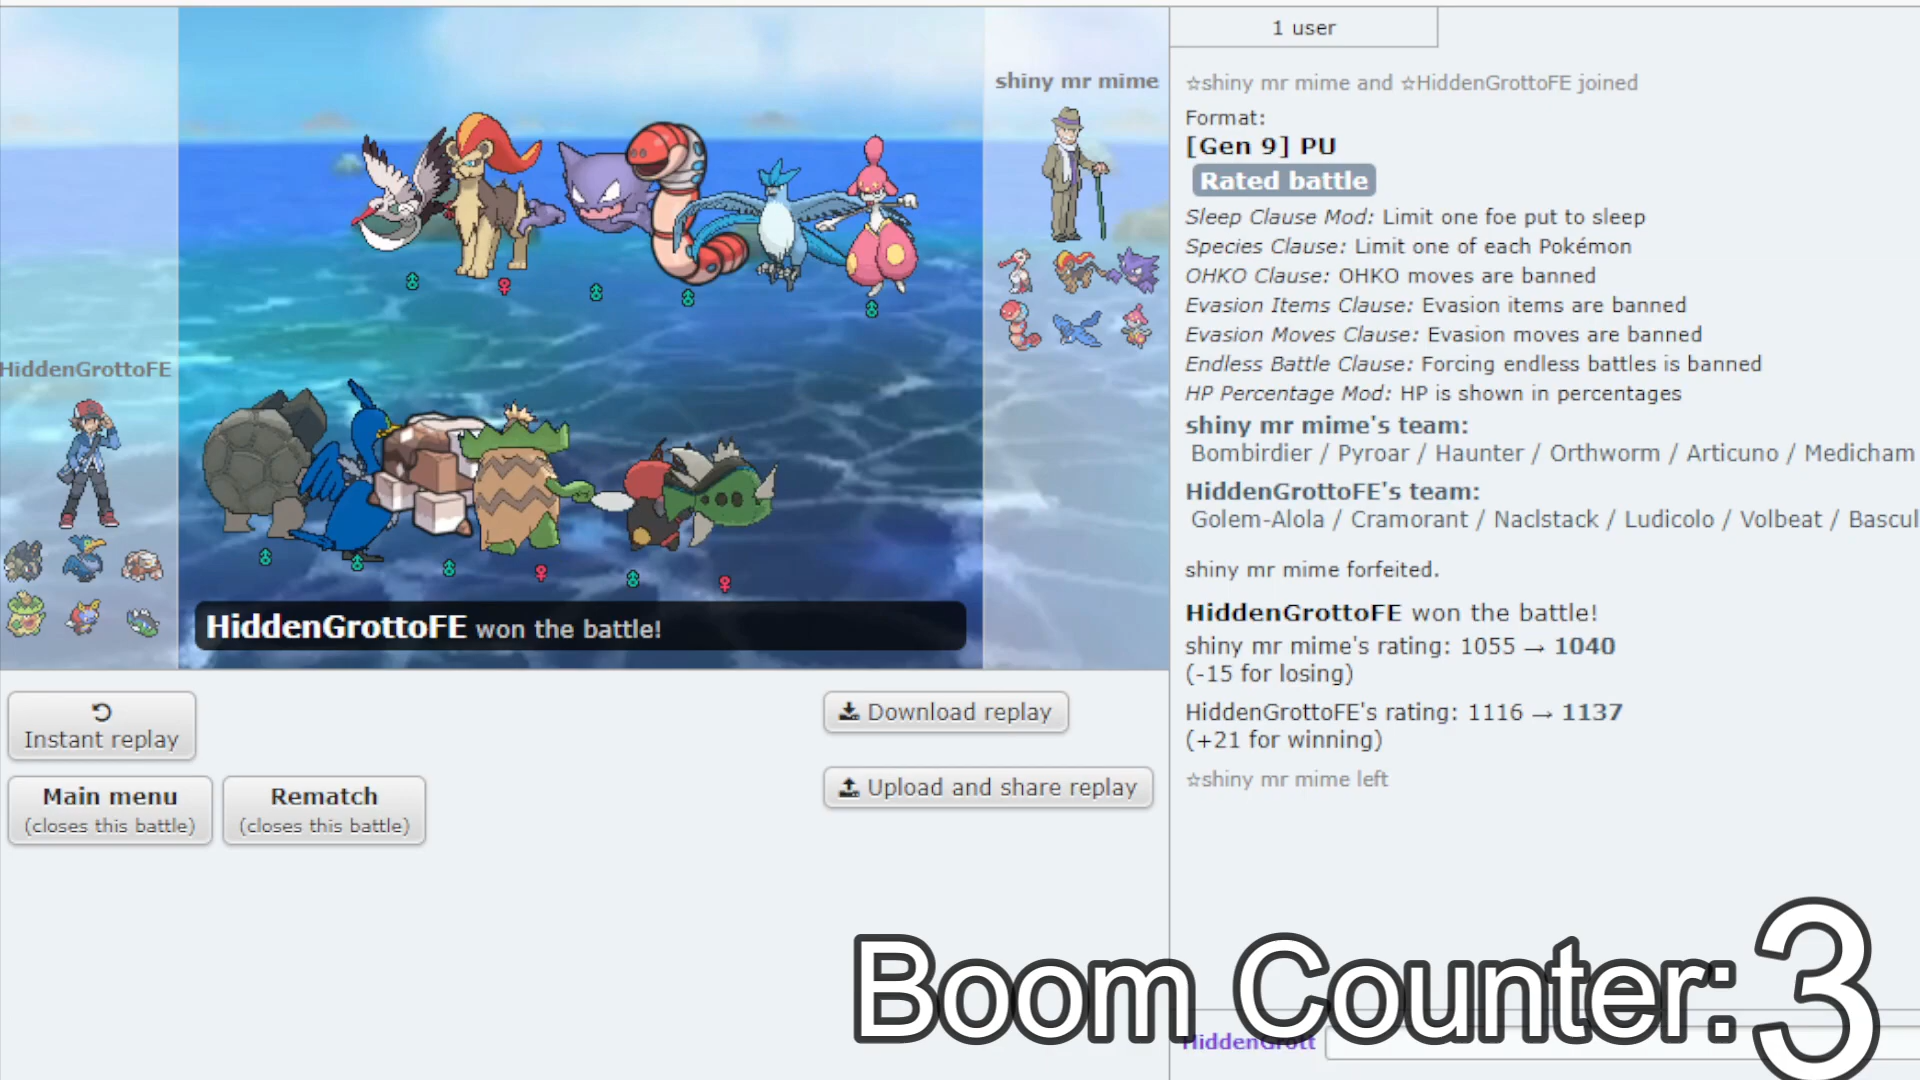 shiny mr mime
HiddenGrottoFE
HiddenGrottoFE won the battle!
Instant replay
Download replay
Upload and share replay
Main menu
(closes this battle)
Rematch
(closes this battle)
1 user
☆shiny mr mime and ☆HiddenGrottoFE joined
Format:
[Gen 9] PU
Rated battle
Sleep Clause Mod: Limit one foe put to sleep
Species Clause: Limit one of each Pokémon
OHKO Clause: OHKO moves are banned
Evasion Items Clause: Evasion items are banned
Evasion Moves Clause: Evasion moves are banned
Endless Battle Clause: Forcing endless battles is banned
HP Percentage Mod: HP is shown in percentages
shiny mr mime's team:
Bombirdier / Pyroar / Haunter / Orthworm / Articuno / Medicham
HiddenGrottoFE's team:
Golem-Alola / Cramorant / Naclstack / Ludicolo / Volbeat / Bascul
shiny mr mime forfeited.
HiddenGrottoFE won the battle!
shiny mr mime's rating: 1055 → 1040
(-15 for losing)
HiddenGrottoFE's rating: 1116 → 1137
(+21 for winning)
☆shiny mr mime left
Boom Counter: 3
HiddenGrott